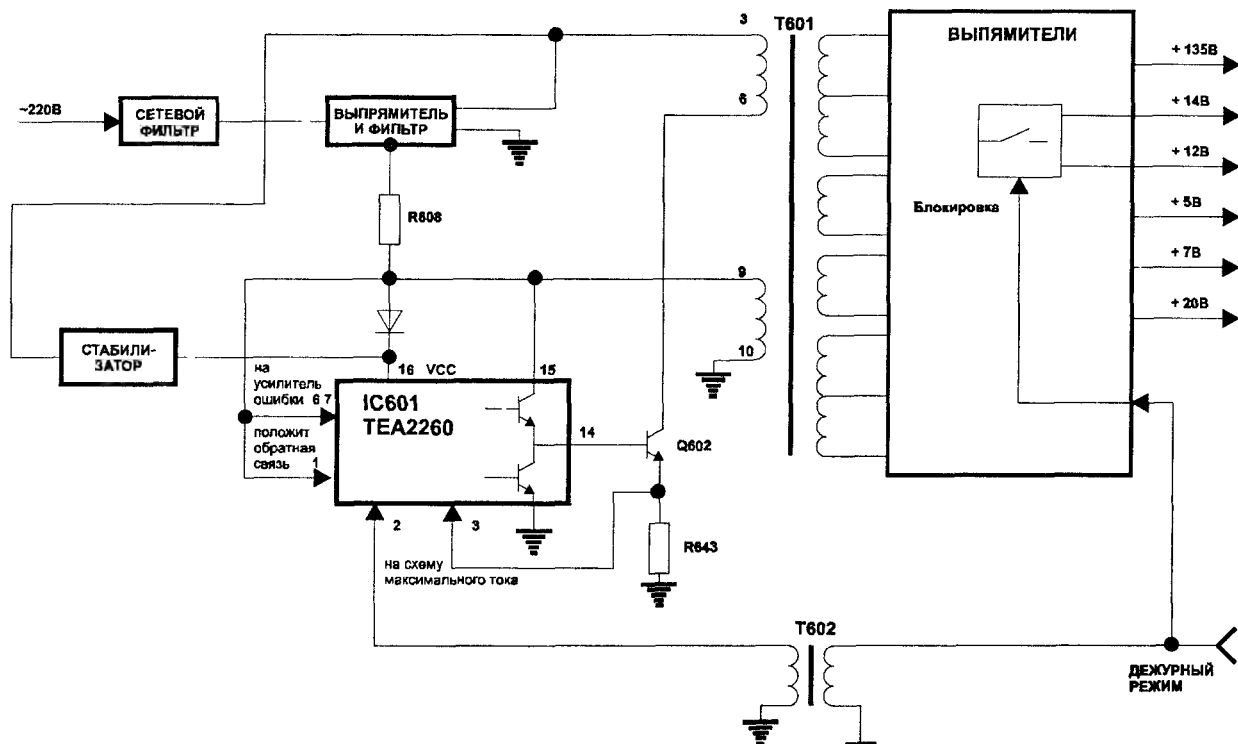 3
T601
ВЫПЯМИТЕЛИ
+ 135В
~220В
СЕТЕВОЙ
ФИЛЬТР
ВЫПРЯМИТЕЛЬ
И ФИЛЬТР
6
+ 14В
+ 12В
R608
Блокировка
+ 5В
9
+ 7В
+ 20В
СТАБИЛИ-
ЗАТОР
10
16 VCC 15
на
усилитель
ошибки 6 7
IC601
TEA2260
положит
обратная
связь 1
14
Q602
2
3
R643
на схему
максимального тока
T602
ДЕЖУРНЫЙ
РЕЖИМ